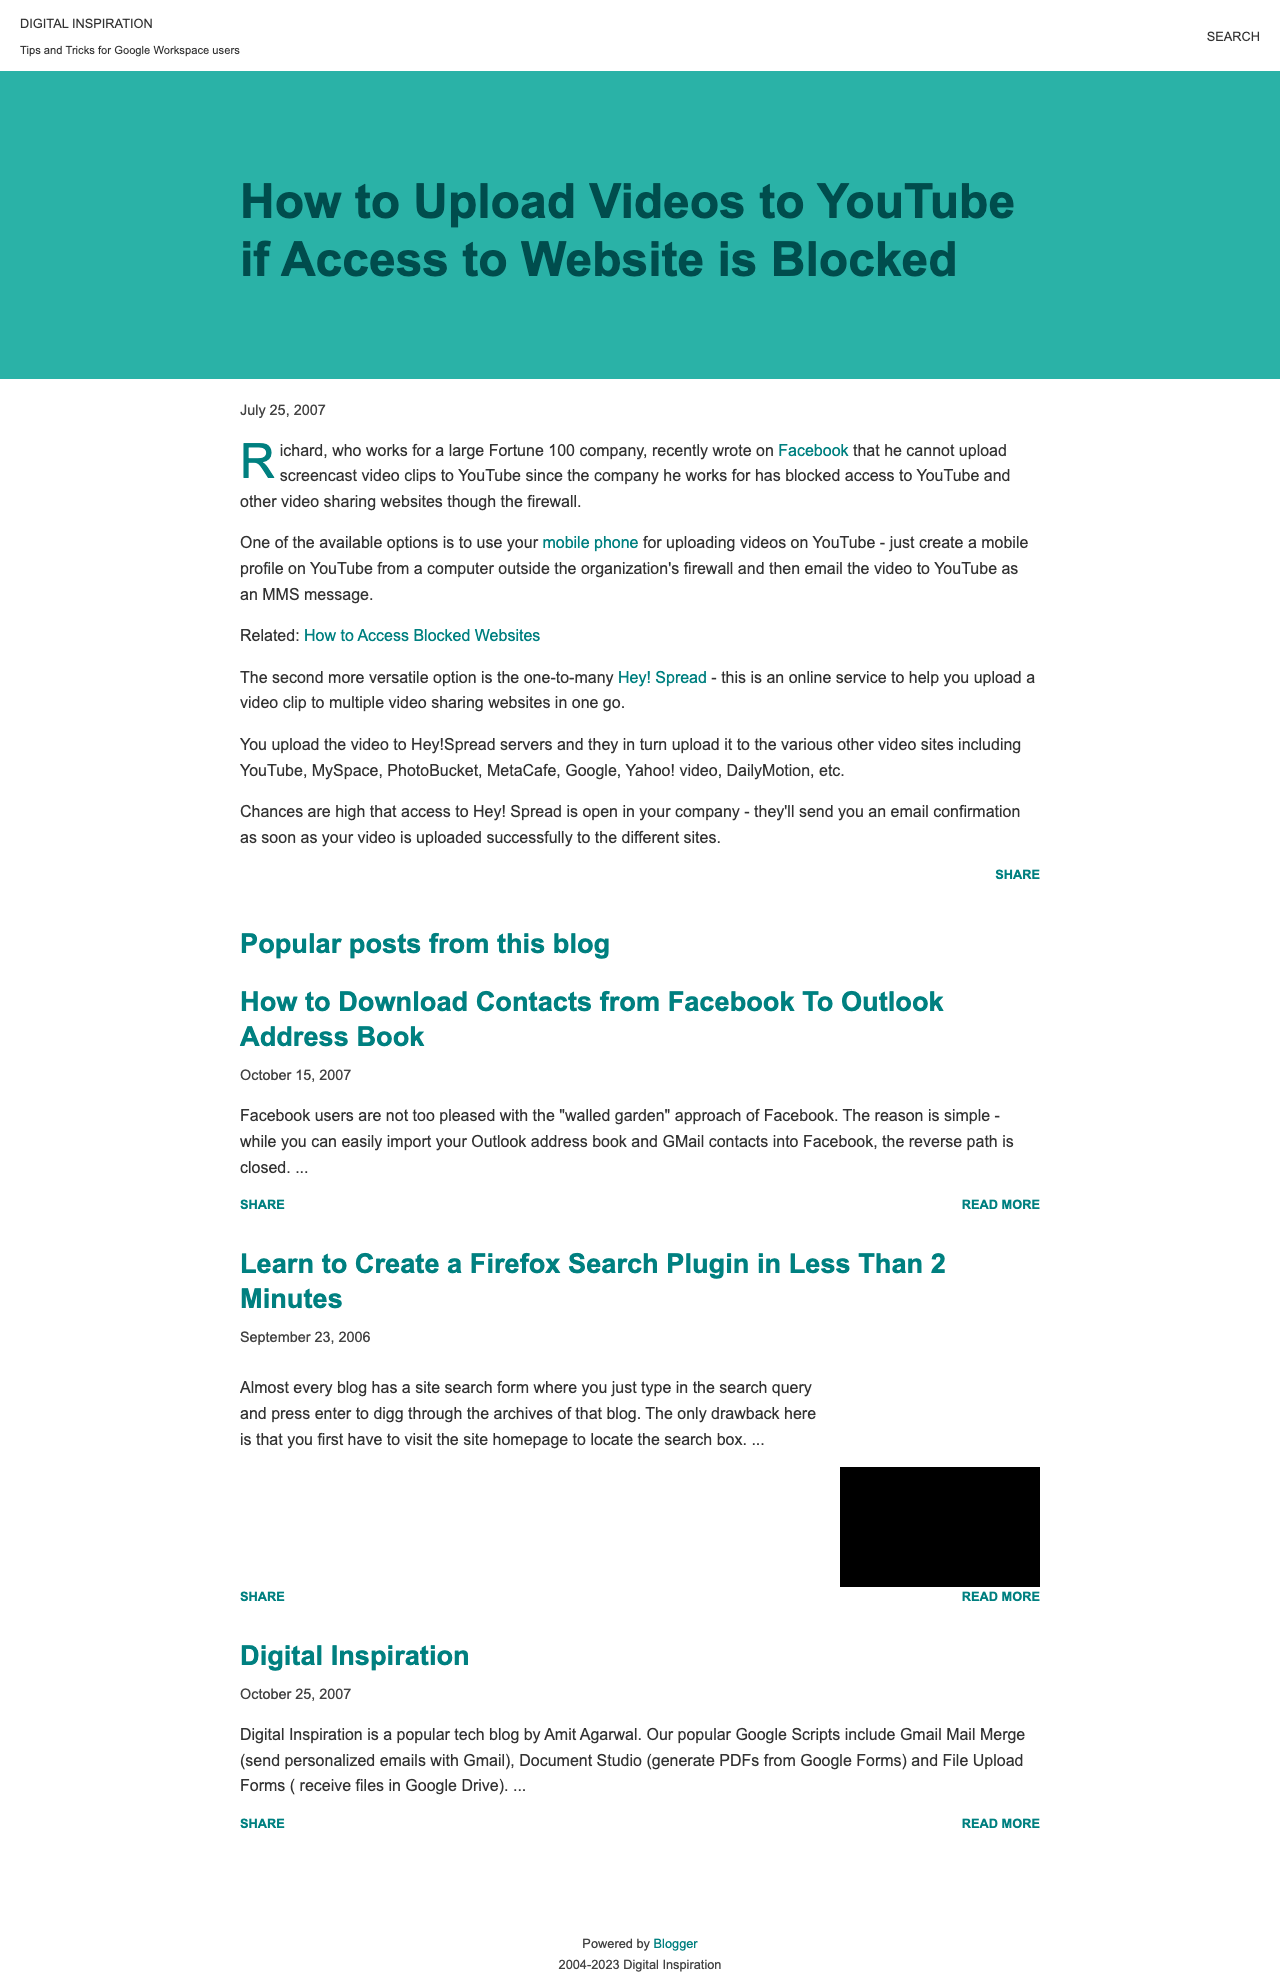 DIGITAL INSPIRATION
Tips and Tricks for Google Workspace users
SEARCH
How to Upload Videos to YouTube
if Access to Website is Blocked
July 25, 2007
Richard, who works for a large Fortune 100 company, recently wrote on Facebook that he cannot upload
screencast video clips to YouTube since the company he works for has blocked access to YouTube and
other video sharing websites though the firewall.
One of the available options is to use your mobile phone for uploading videos on YouTube - just create a mobile
profile on YouTube from a computer outside the organization's firewall and then email the video to YouTube as
an MMS message.
Related: How to Access Blocked Websites
The second more versatile option is the one-to-many Hey! Spread - this is an online service to help you upload a
video clip to multiple video sharing websites in one go.
You upload the video to Hey!Spread servers and they in turn upload it to the various other video sites including
YouTube, MySpace, PhotoBucket, MetaCafe, Google, Yahoo! video, DailyMotion, etc.
Chances are high that access to Hey! Spread is open in your company - they'll send you an email confirmation
as soon as your video is uploaded successfully to the different sites.
SHARE
Popular posts from this blog
How to Download Contacts from Facebook To Outlook
Address Book
October 15, 2007
Facebook users are not too pleased with the "walled garden" approach of Facebook. The reason is simple -
while you can easily import your Outlook address book and GMail contacts into Facebook, the reverse path is
closed. ...
SHARE
READ MORE
Learn to Create a Firefox Search Plugin in Less Than 2
Minutes
September 23, 2006
Almost every blog has a site search form where you just type in the search query
and press enter to digg through the archives of that blog. The only drawback here
is that you first have to visit the site homepage to locate the search box. ...
SHARE
READ MORE
Digital Inspiration
October 25, 2007
Digital Inspiration is a popular tech blog by Amit Agarwal. Our popular Google Scripts include Gmail Mail Merge
(send personalized emails with Gmail), Document Studio (generate PDFs from Google Forms) and File Upload
Forms ( receive files in Google Drive). ...
SHARE
READ MORE
Powered by Blogger
2004-2023 Digital Inspiration